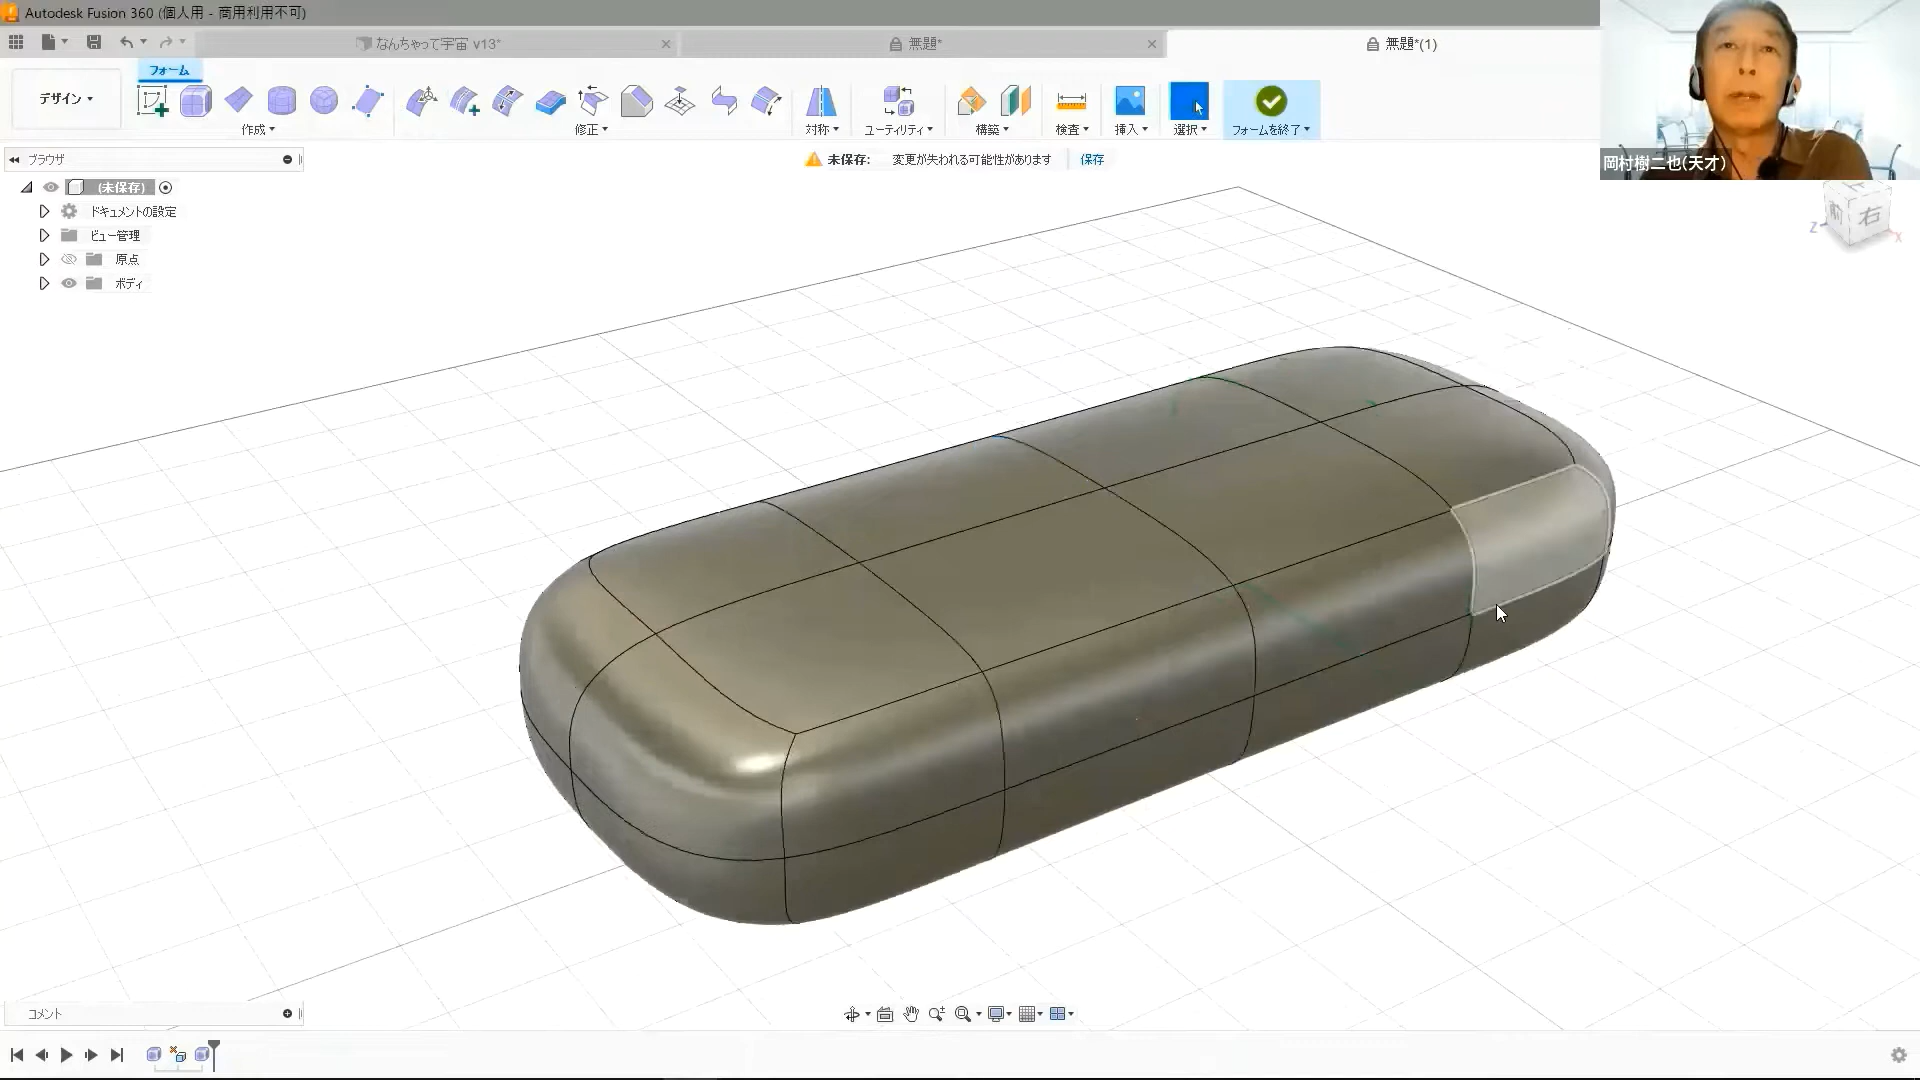 Autodesk Fusion 360 (個人用 - 商用利用不可)
なんちゃって宇宙 v13*
無題*
無題*(1)
フォーム
デザイン
作成
修正
対称
ユーティリティ
構築
検査
挿入
選択
フォームを終了
岡村樹二也(天才)
ブラウザ
未保存: 変更が失われる可能性があります 保存
(未保存)
ドキュメントの設定
ビュー管理
原点
ボディ
前
右
Z
X
コメント